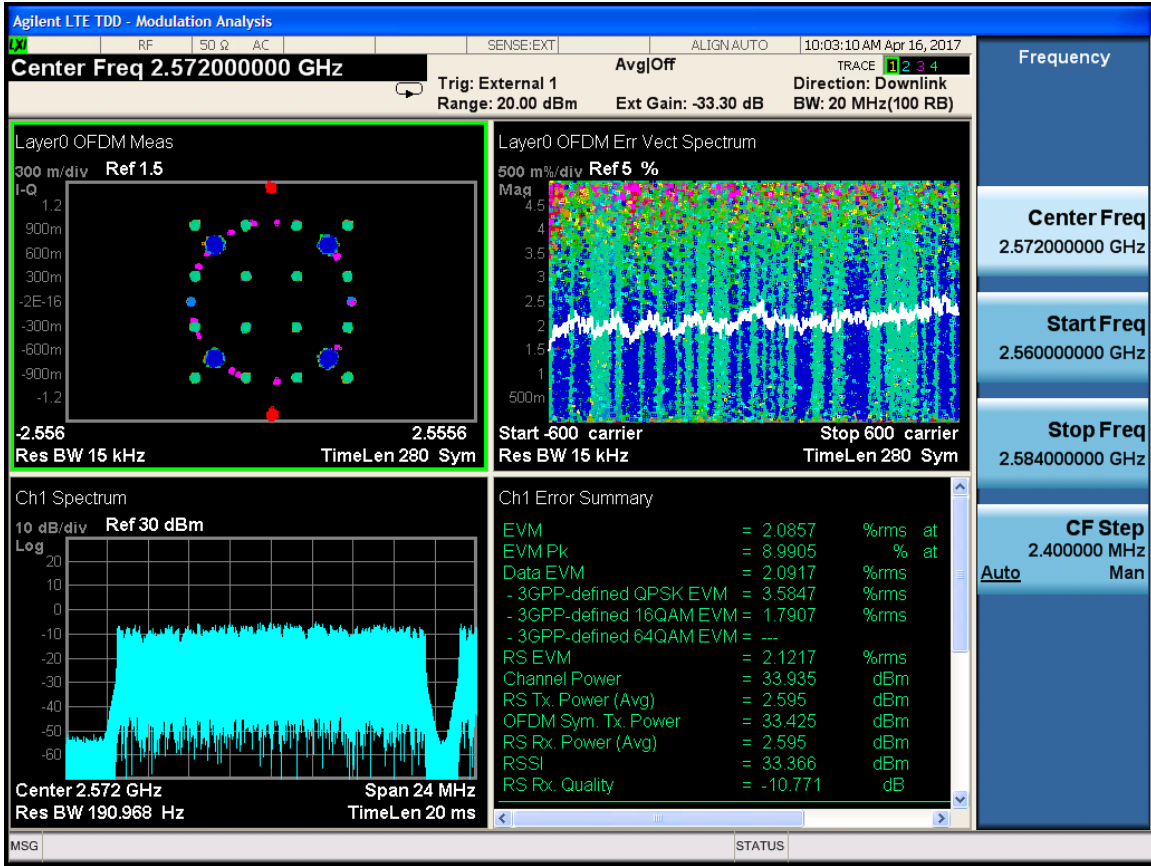 Agilent LTE TDD - Modulation Analysis
LXI RF 50 Ω AC SENSE:EXT ALIGN AUTO 10:03:10 AM Apr 16, 2017
Center Freq 2.572000000 GHz
Avg|Off
TRACE 1 2 3 4
Trig: External 1
Direction: Downlink
Range: 20.00 dBm Ext Gain: -33.30 dB BW: 20 MHz(100 RB)
Layer0 OFDM Meas
300 m/div Ref 1.5
I-Q
1.2
900m
600m
300m
-2E-16
-300m
-600m
-900m
-1.2
-2.556 2.5556
Res BW 15 kHz TimeLen 280 Sym
Layer0 OFDM Err Vect Spectrum
500 m%/div Ref 5 %
Mag
4.5
4
3.5
3
2.5
2
1.5
1
500m
Start -600 carrier Stop 600 carrier
Res BW 15 kHz TimeLen 280 Sym
Ch1 Spectrum
10 dB/div Ref 30 dBm
Log
20
10
0
-10
-20
-30
-40
-50
-60
Center 2.572 GHz Span 24 MHz
Res BW 190.968 Hz TimeLen 20 ms
Ch1 Error Summary
EVM = 2.0857 %rms at
EVM Pk = 8.9905 % at
Data EVM = 2.0917 %rms
- 3GPP-defined QPSK EVM = 3.5847 %rms
- 3GPP-defined 16QAM EVM = 1.7907 %rms
- 3GPP-defined 64QAM EVM = ---
RS EVM = 2.1217 %rms
Channel Power = 33.935 dBm
RS Tx. Power (Avg) = 2.595 dBm
OFDM Sym. Tx. Power = 33.425 dBm
RS Rx. Power (Avg) = 2.595 dBm
RSSI = 33.366 dBm
RS Rx. Quality = -10.771 dB
Frequency
Center Freq
2.572000000 GHz
Start Freq
2.560000000 GHz
Stop Freq
2.584000000 GHz
CF Step
2.400000 MHz
Auto Man
MSG STATUS